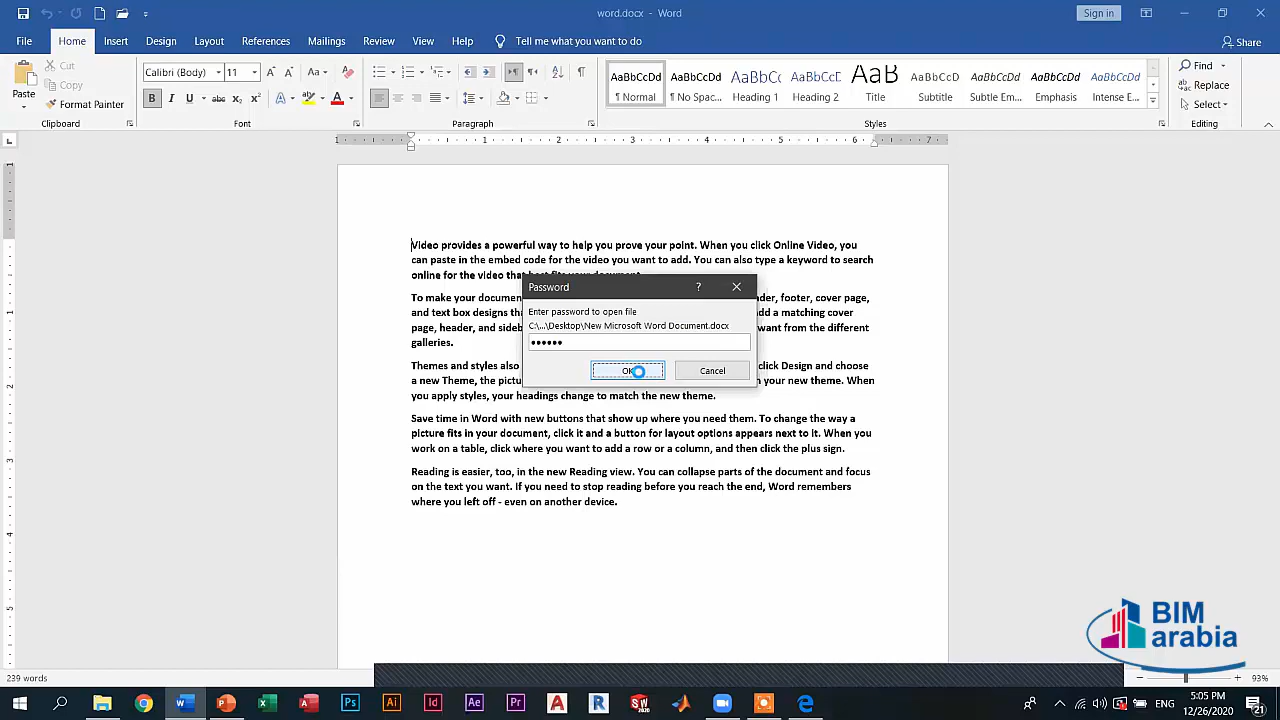 word.docx - Word
Sign in
File Home Insert Design Layout References Mailings Review View Help Tell me what you want to do Share
Cut
Copy
Paste
Format Painter
Calibri (Body) 11
Clipboard Font Paragraph Styles Editing
AaBbCcDd AaBbCcDd AaBbCc AaBbCcC AaB AaBbCcD AaBbCcDd AaBbCcDd AaBbCcDd
¶ Normal ¶ No Spac... Heading 1 Heading 2 Title Subtitle Subtle Em... Emphasis Intense E...
Find
Replace
Select
Video provides a powerful way to help you prove your point. When you click Online Video, you
can paste in the embed code for the video you want to add. You can also type a keyword to search
online for the video that best fits your document.
To make your documen der, footer, cover page,
and text box designs tha dd a matching cover
page, header, and sideb want from the different
galleries.
Themes and styles also click Design and choose
a new Theme, the pictu your new theme. When
you apply styles, your headings change to match the new theme.
Save time in Word with new buttons that show up where you need them. To change the way a
picture fits in your document, click it and a button for layout options appears next to it. When you
work on a table, click where you want to add a row or a column, and then click the plus sign.
Reading is easier, too, in the new Reading view. You can collapse parts of the document and focus
on the text you want. If you need to stop reading before you reach the end, Word remembers
where you left off - even on another device.
Password
Enter password to open file
C:\...\Desktop\New Microsoft Word Document.docx
••••••
OK Cancel
BIM
arabia
239 words
93%
ENG
5:05 PM
12/26/2020
21